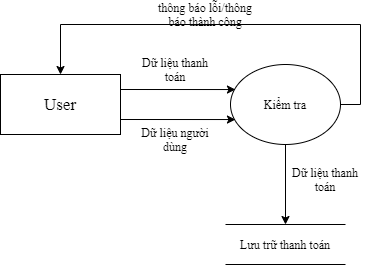 thông báo lỗi/thông
báo thành công
Dữ liệu thanh
toán
User
Kiểm tra
Dữ liệu người
dùng
Dữ liệu thanh
toán
Lưu trữ thanh toán